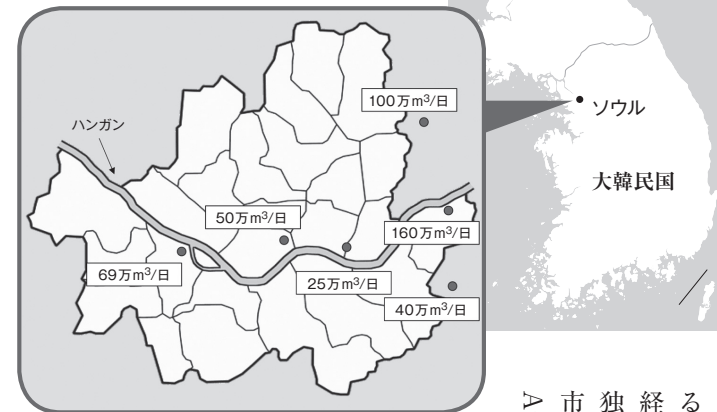 ハンガン
100万m³/日
50万m³/日
160万m³/日
69万m³/日
25万m³/日
40万m³/日
ソウル
大韓民国
る
経
独
市
A